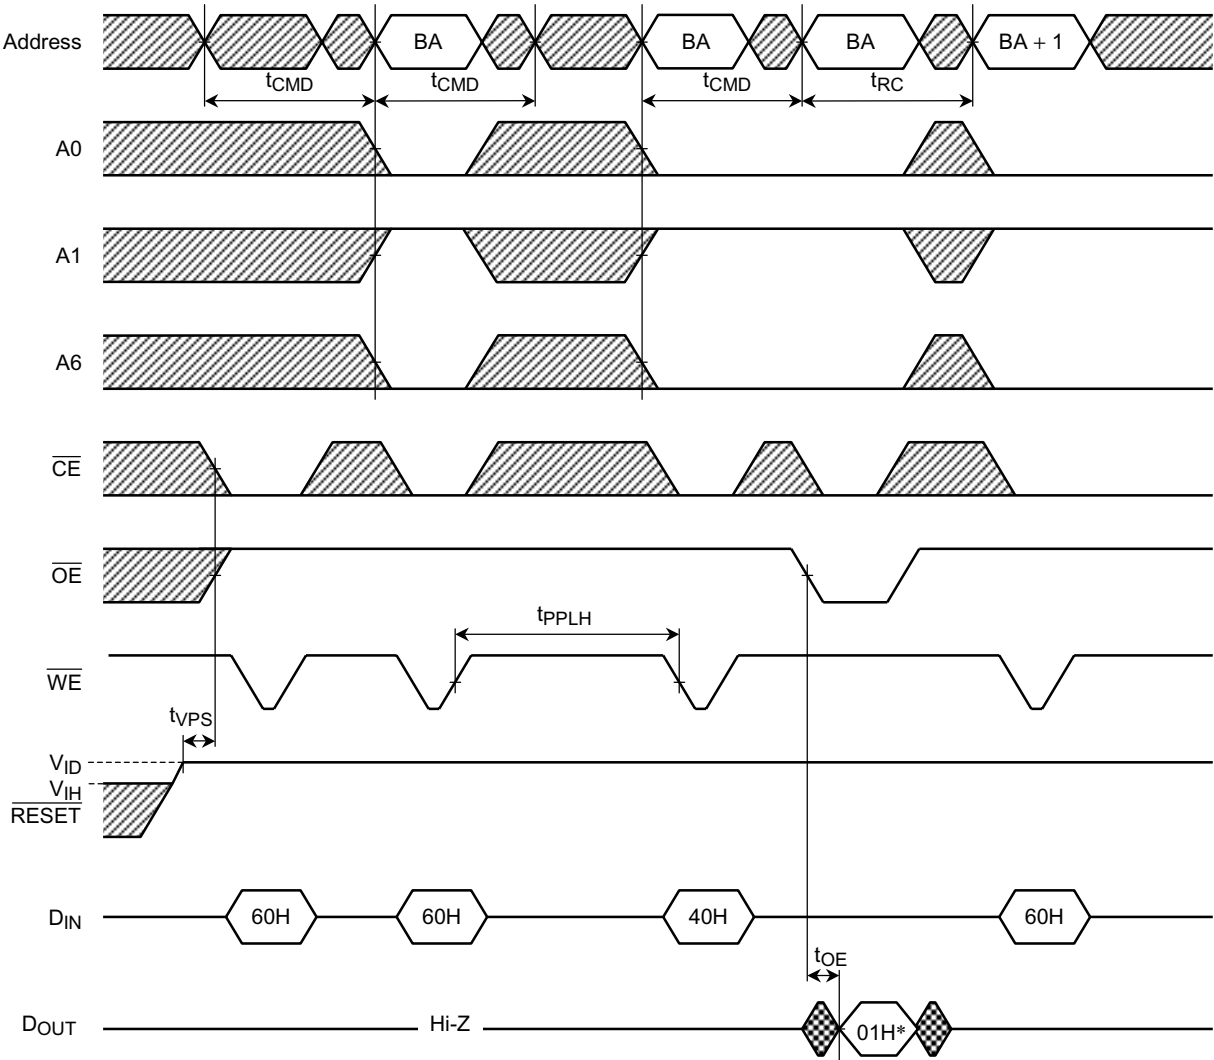 Address BA BA BA BA + 1
tCMD tCMD tCMD tRC
A0
A1
A6
CE
OE
tPPLH
WE
tVPS
VID
VIH
RESET
DIN 60H 60H 40H 60H
tOE
DOUT Hi-Z 01H*